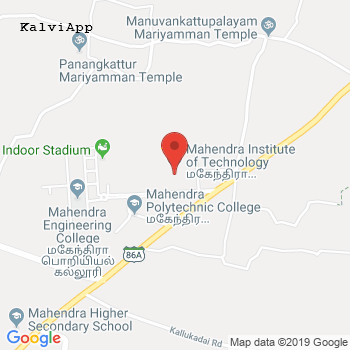 KalviApp
Manuvankattupalayam
Mariyamman Temple
Panangkattur
Mariyamman Temple
Indoor Stadium
Mahendra Institute
of Technology
மகேந்திரா...
Mahendra
Polytechnic College
மகேந்திர...
Mahendra
Engineering
College
மகேந்திரா
பொறியியல்
கல்லூரி
86A
Mahendra Higher
Secondary School
Kallukadai Rd
Google
Map data ©2019 Google